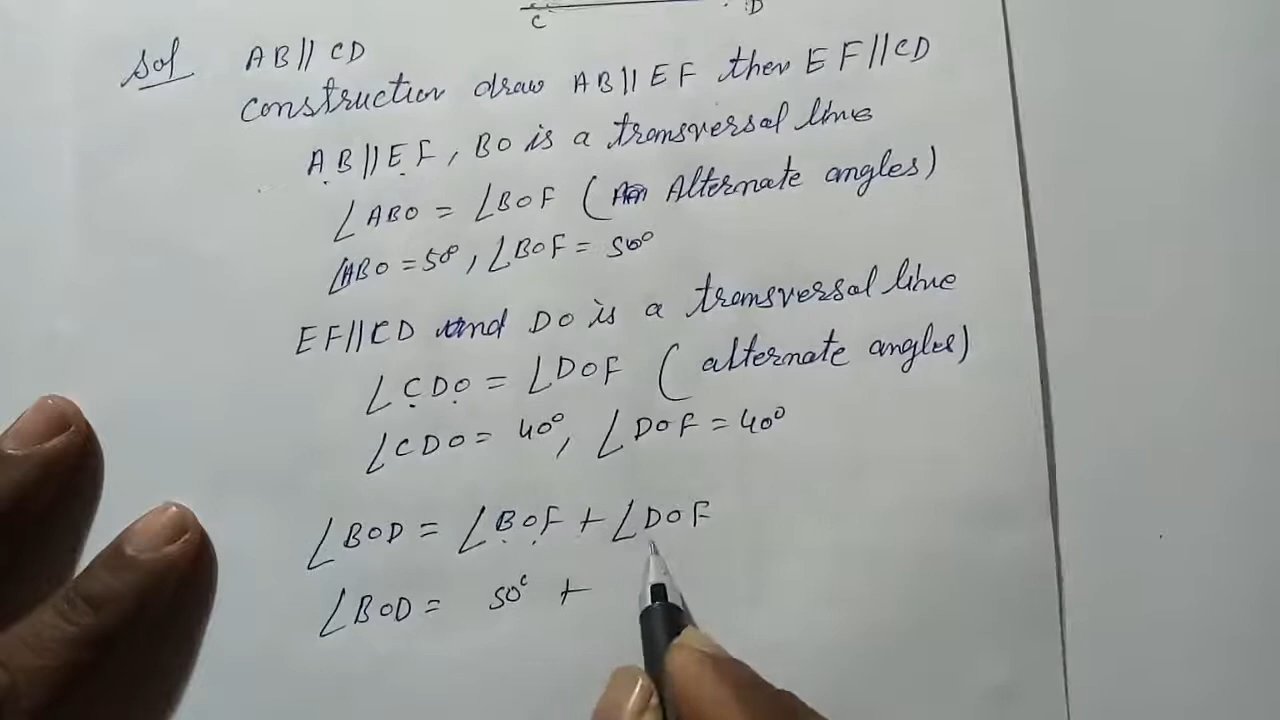 C D
Sol AB // CD
construction draw AB // EF then EF // CD
AB // EF, BO is a transversal line
∠ABO = ∠BOF ( Alternate angles)
∠ABO = 50°, ∠BOF = 50°
EF // CD and DO is a transversal line
∠CDO = ∠DOF (alternate angles)
∠CDO = 40°, ∠DOF = 40°
∠BOD = ∠BOF + ∠DOF
∠BOD = 50° +